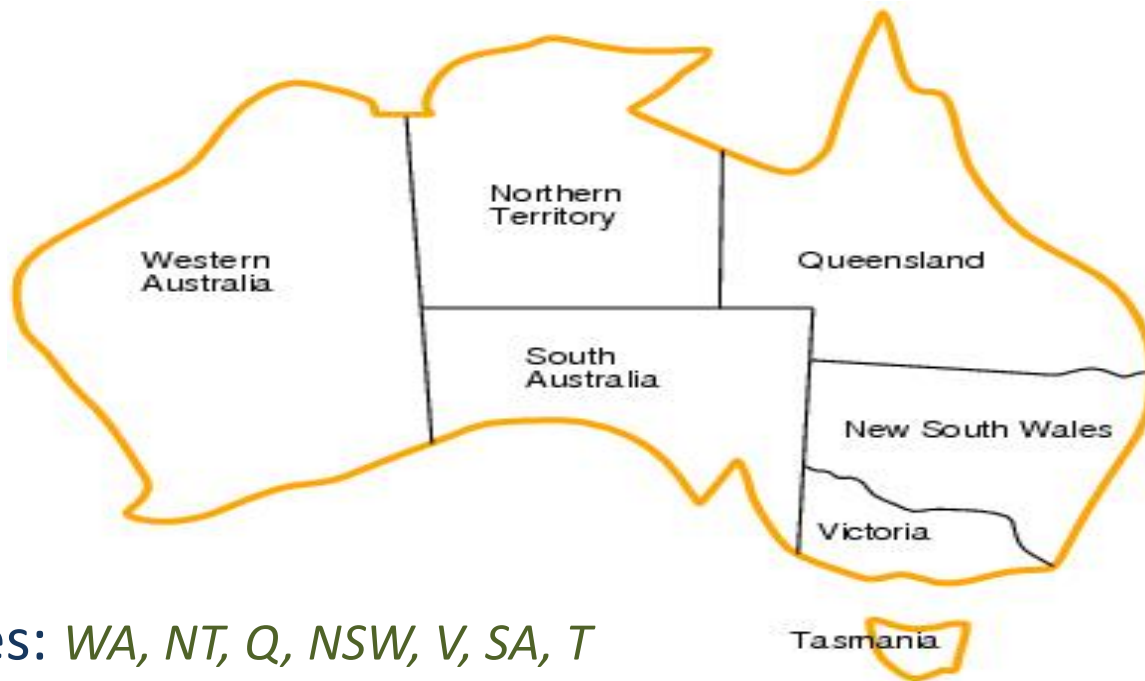 Northern
Territory
Western
Australia
Queensland
South
Australia
New South Wales
Victoria
Tasmania
es: WA, NT, Q, NSW, V, SA, T